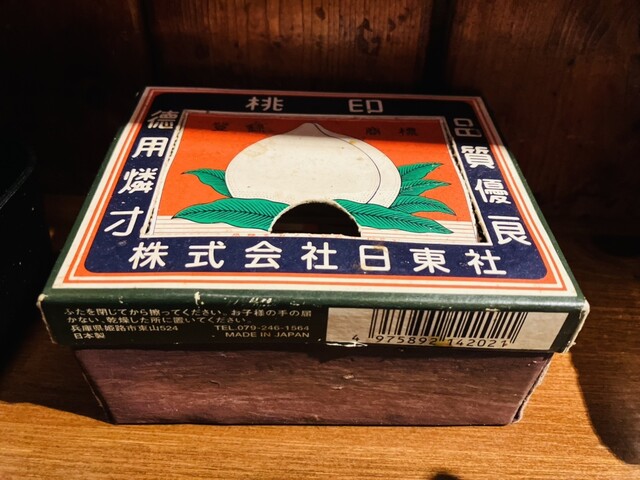 桃印
登録 商標
徳用燐寸
品質優良
株式会社日東社
ふたを閉じてから擦ってください。お子様の手の届
かない、乾燥した所に置いてください。
兵庫県姫路市東山524 TEL.079-246-1564
日本製 MADE IN JAPAN
4 975892 142021